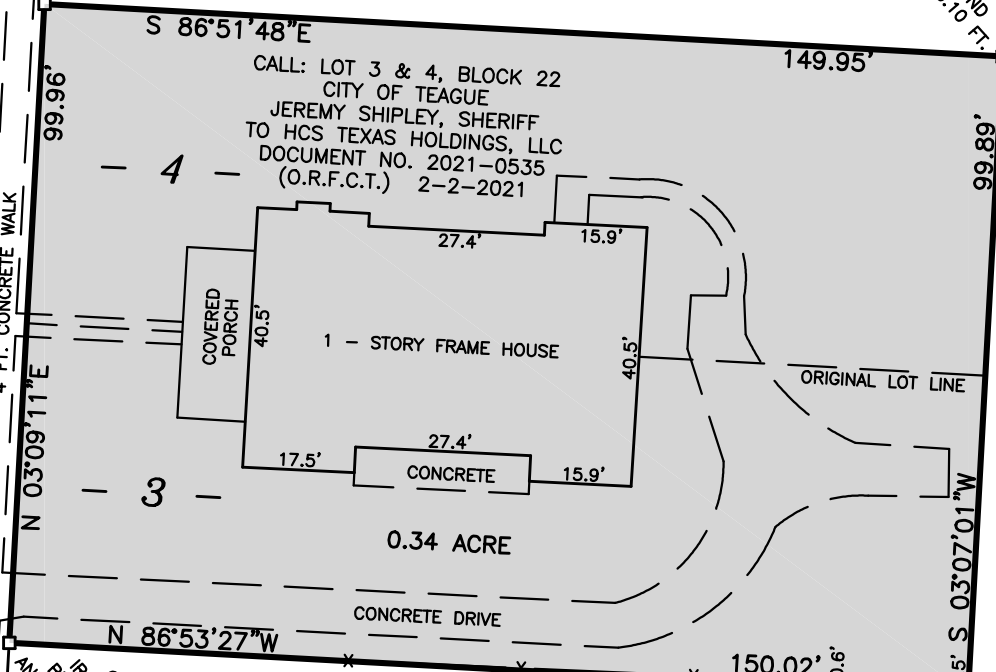 S 86°51'48"E
149.95'
.10 FT.
99.96'
99.89'
CALL: LOT 3 & 4, BLOCK 22
CITY OF TEAGUE
JEREMY SHIPLEY, SHERIFF
TO HCS TEXAS HOLDINGS, LLC
DOCUMENT NO. 2021-0535
(O.R.F.C.T.) 2-2-2021
4
27.4'
15.9'
4 FT. CONCRETE WALK
COVERED
PORCH
40.5'
1 - STORY FRAME HOUSE
40.5'
ORIGINAL LOT LINE
N 03°09'11"E
27.4'
17.5'
CONCRETE
15.9'
3
0.34 ACRE
S 03°07'01"W
CONCRETE DRIVE
N 86°53'27"W
150.02'
0.6'